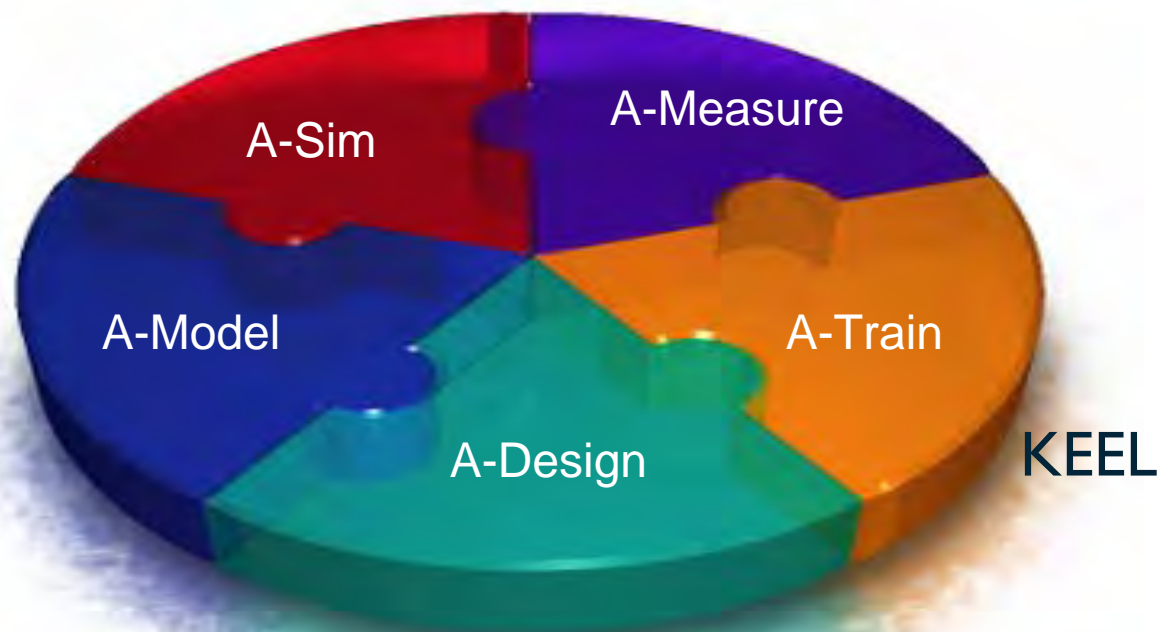 A-Measure
A-Sim
A-Model
A-Train
A-Design
KEEL